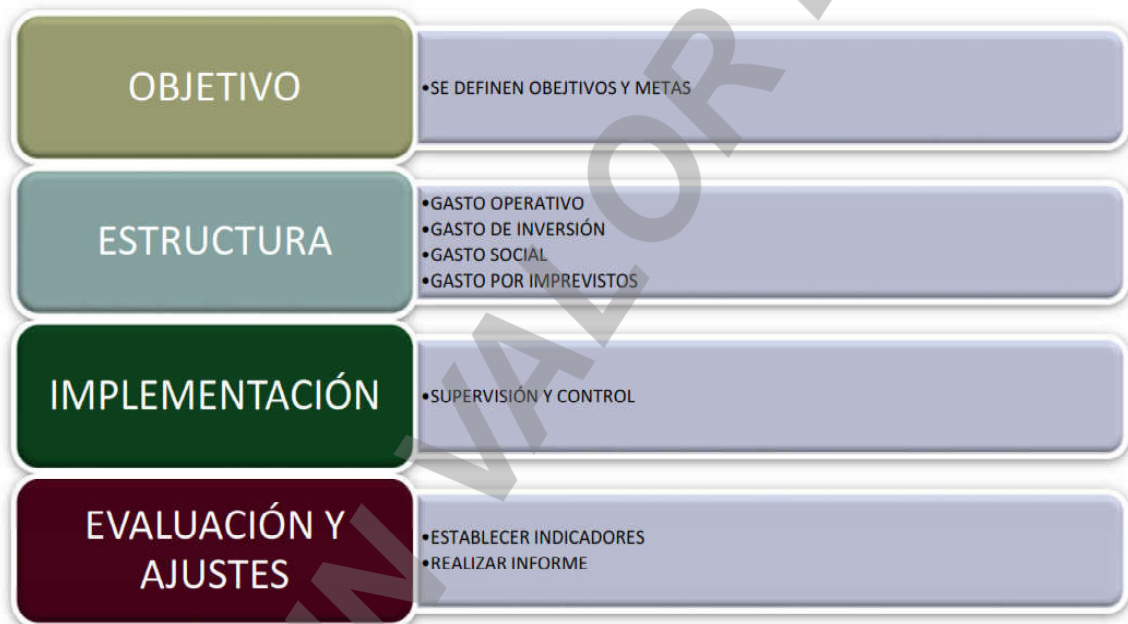 OBJETIVO
•SE DEFINEN OBEJTIVOS Y METAS
ESTRUCTURA
•GASTO OPERATIVO
•GASTO DE INVERSIÓN
•GASTO SOCIAL
•GASTO POR IMPREVISTOS
IMPLEMENTACIÓN
•SUPERVISIÓN Y CONTROL
EVALUACIÓN Y
AJUSTES
•ESTABLECER INDICADORES
•REALIZAR INFORME
VALOR